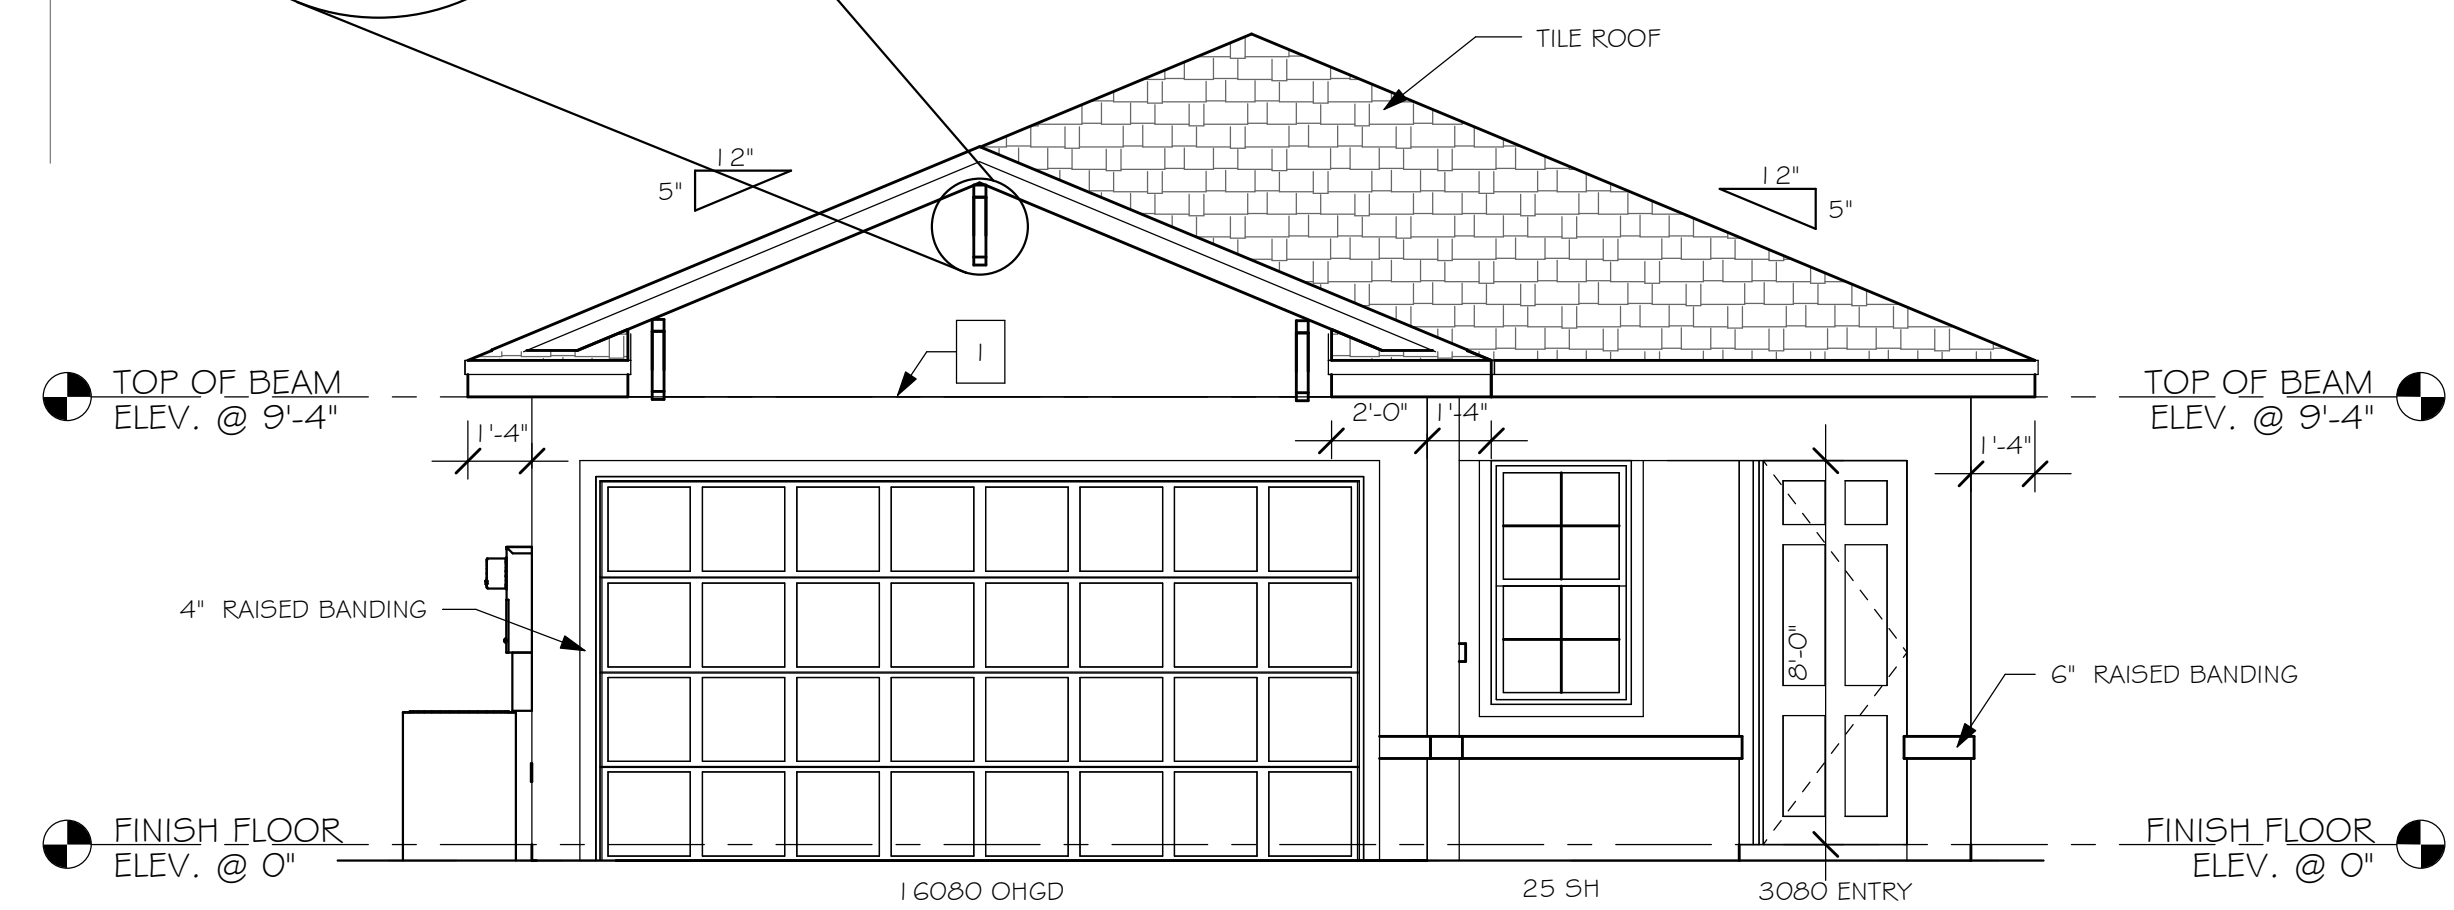 TILE ROOF
12"
5"
12"
5"
1
TOP OF BEAM
ELEV. @ 9'-4"
TOP OF BEAM
ELEV. @ 9'-4"
2'-0"
1'-4"
1'-4"
1'-4"
4" RAISED BANDING
8'-0"
6" RAISED BANDING
FINISH FLOOR
ELEV. @ 0"
FINISH FLOOR
ELEV. @ 0"
16080 OHGD
25 SH
3080 ENTRY